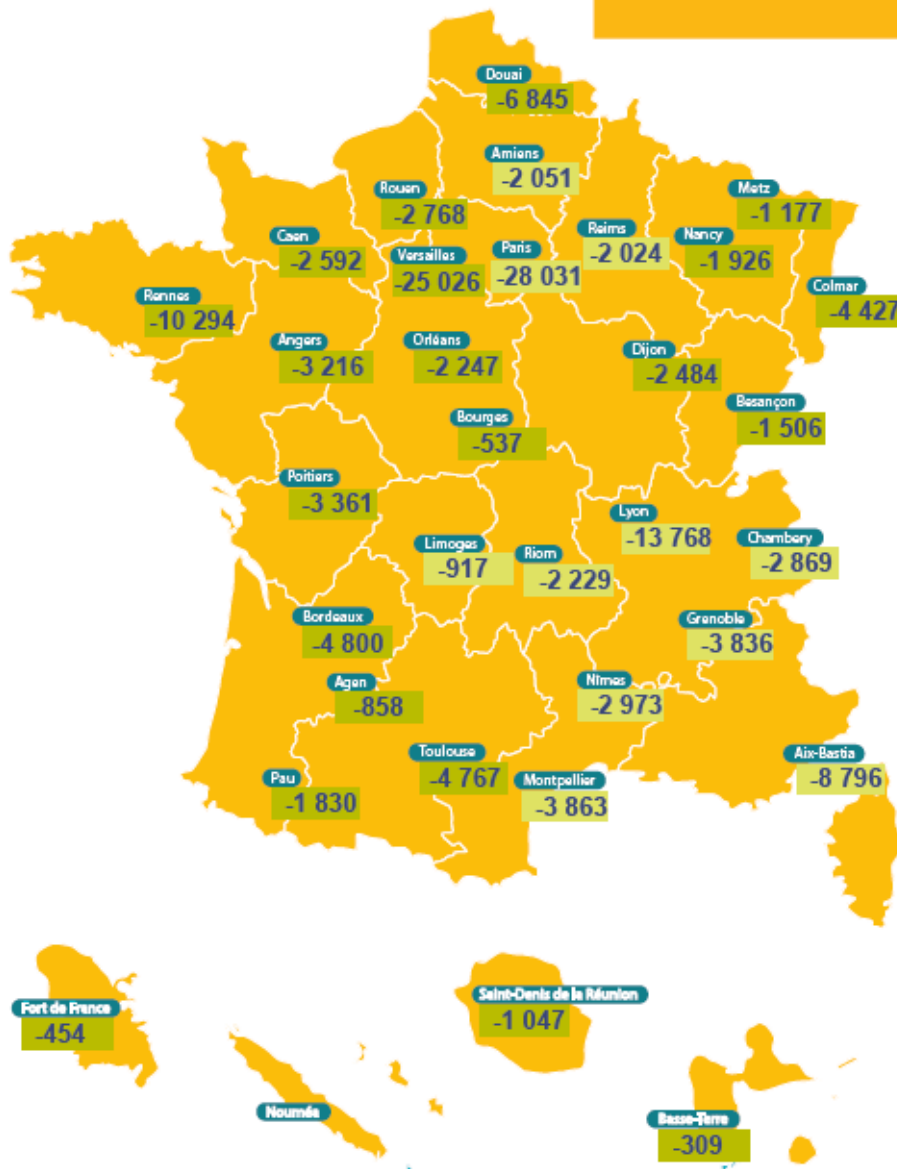 Douai
-6 845
Amiens
-2 051
Rouen
-2 768
Metz
-1 177
Caen
-2 592
Versailles
-25 026
Paris
-28 031
Reims
-2 024
Nancy
-1 926
Rennes
-10 294
Colmar
-4 427
Angers
-3 216
Orléans
-2 247
Dijon
-2 484
Besançon
-1 506
Bourges
-537
Poitiers
-3 361
Lyon
-13 768
Chambery
-2 869
Limoges
-917
Riom
-2 229
Bordeaux
-4 800
Grenoble
-3 836
Agen
-858
Nîmes
-2 973
Toulouse
-4 767
Aix-Bastia
-8 796
Pau
-1 830
Montpellier
-3 863
Fort de France
-454
Saint-Denis de la Réunion
-1 047
Nouméa
Basse-Terre
-309